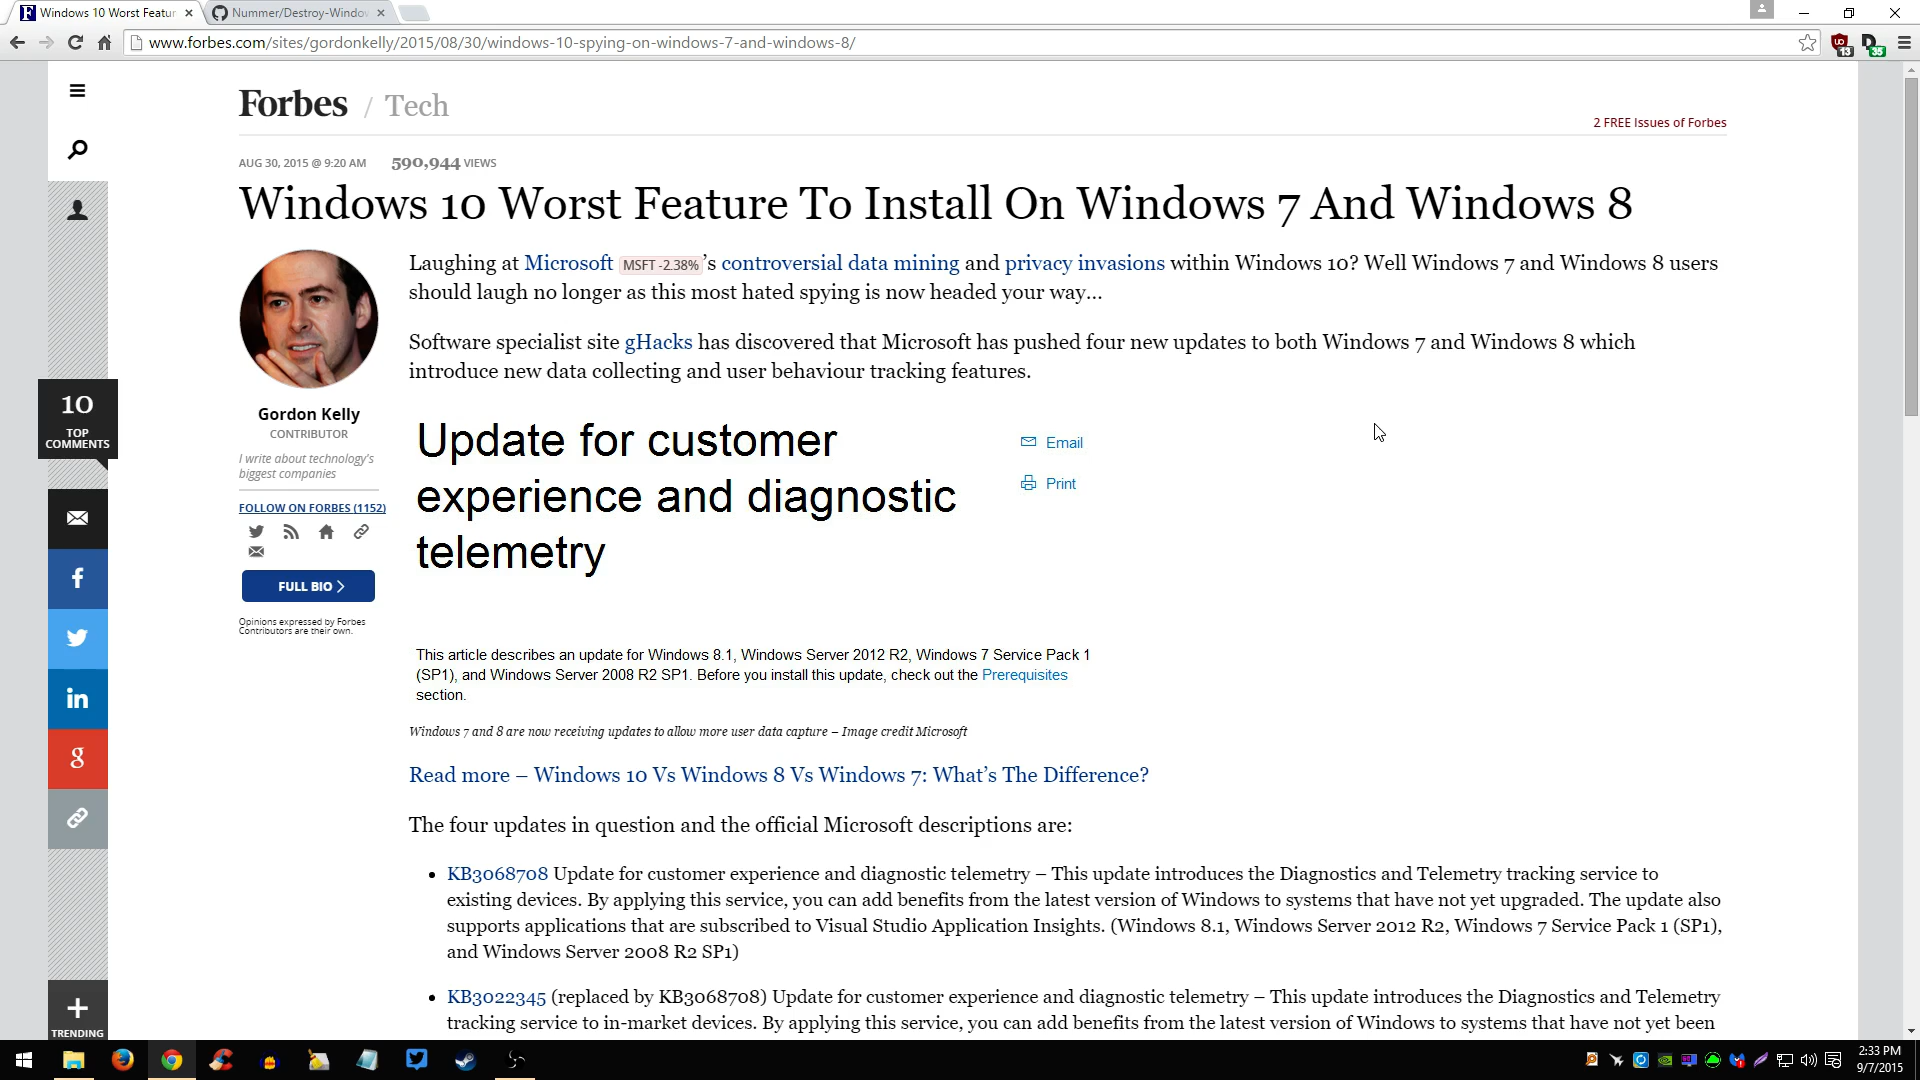 Windows 10 Worst Featur
Nummer/Destroy-Window
www.forbes.com/sites/gordonkelly/2015/08/30/windows-10-spying-on-windows-7-and-windows-8/
13
35
Forbes / Tech
2 FREE Issues of Forbes
AUG 30, 2015 @ 9:20 AM 590,944 VIEWS
Windows 10 Worst Feature To Install On Windows 7 And Windows 8
Laughing at Microsoft MSFT -2.38% ’s controversial data mining and privacy invasions within Windows 10? Well Windows 7 and Windows 8 users
should laugh no longer as this most hated spying is now headed your way…
Software specialist site gHacks has discovered that Microsoft has pushed four new updates to both Windows 7 and Windows 8 which
introduce new data collecting and user behaviour tracking features.
10
TOP
COMMENTS
Gordon Kelly
CONTRIBUTOR
I write about technology's
biggest companies
FOLLOW ON FORBES (1152)
FULL BIO
Opinions expressed by Forbes
Contributors are their own.
Update for customer
experience and diagnostic
telemetry
Email
Print
This article describes an update for Windows 8.1, Windows Server 2012 R2, Windows 7 Service Pack 1
(SP1), and Windows Server 2008 R2 SP1. Before you install this update, check out the Prerequisites
section.
Windows 7 and 8 are now receiving updates to allow more user data capture – Image credit Microsoft
Read more – Windows 10 Vs Windows 8 Vs Windows 7: What’s The Difference?
The four updates in question and the official Microsoft descriptions are:
• KB3068708 Update for customer experience and diagnostic telemetry – This update introduces the Diagnostics and Telemetry tracking service to
existing devices. By applying this service, you can add benefits from the latest version of Windows to systems that have not yet upgraded. The update also
supports applications that are subscribed to Visual Studio Application Insights. (Windows 8.1, Windows Server 2012 R2, Windows 7 Service Pack 1 (SP1),
and Windows Server 2008 R2 SP1)
• KB3022345 (replaced by KB3068708) Update for customer experience and diagnostic telemetry – This update introduces the Diagnostics and Telemetry
tracking service to in-market devices. By applying this service, you can add benefits from the latest version of Windows to systems that have not yet been
TRENDING
2:33 PM
9/7/2015